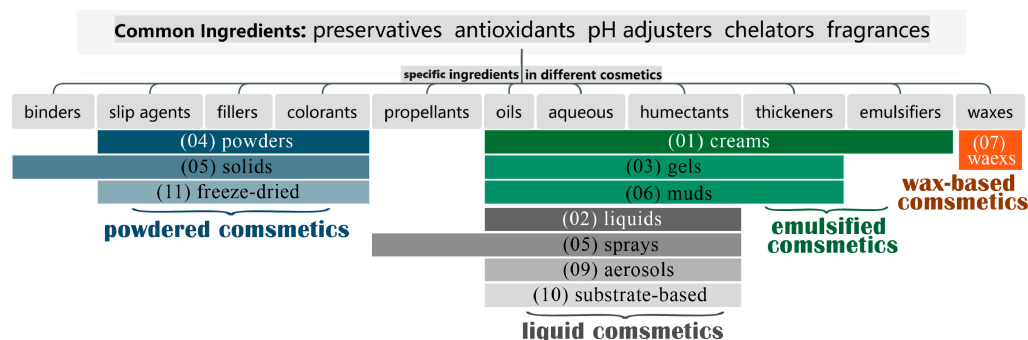 Common Ingredients: preservatives antioxidants pH adjusters chelators fragrances
specific ingredients in different cosmetics
binders slip agents fillers colorants propellants oils aqueous humectants thickeners emulsifiers waxes
(04) powders
(01) creams
(07)
waexs
(05) solids
(03) gels
(11) freeze-dried
(06) muds
wax-based
comsmetics
powdered comsmetics
(02) liquids
emulsified
comsmetics
(05) sprays
(09) aerosols
(10) substrate-based
liquid comsmetics